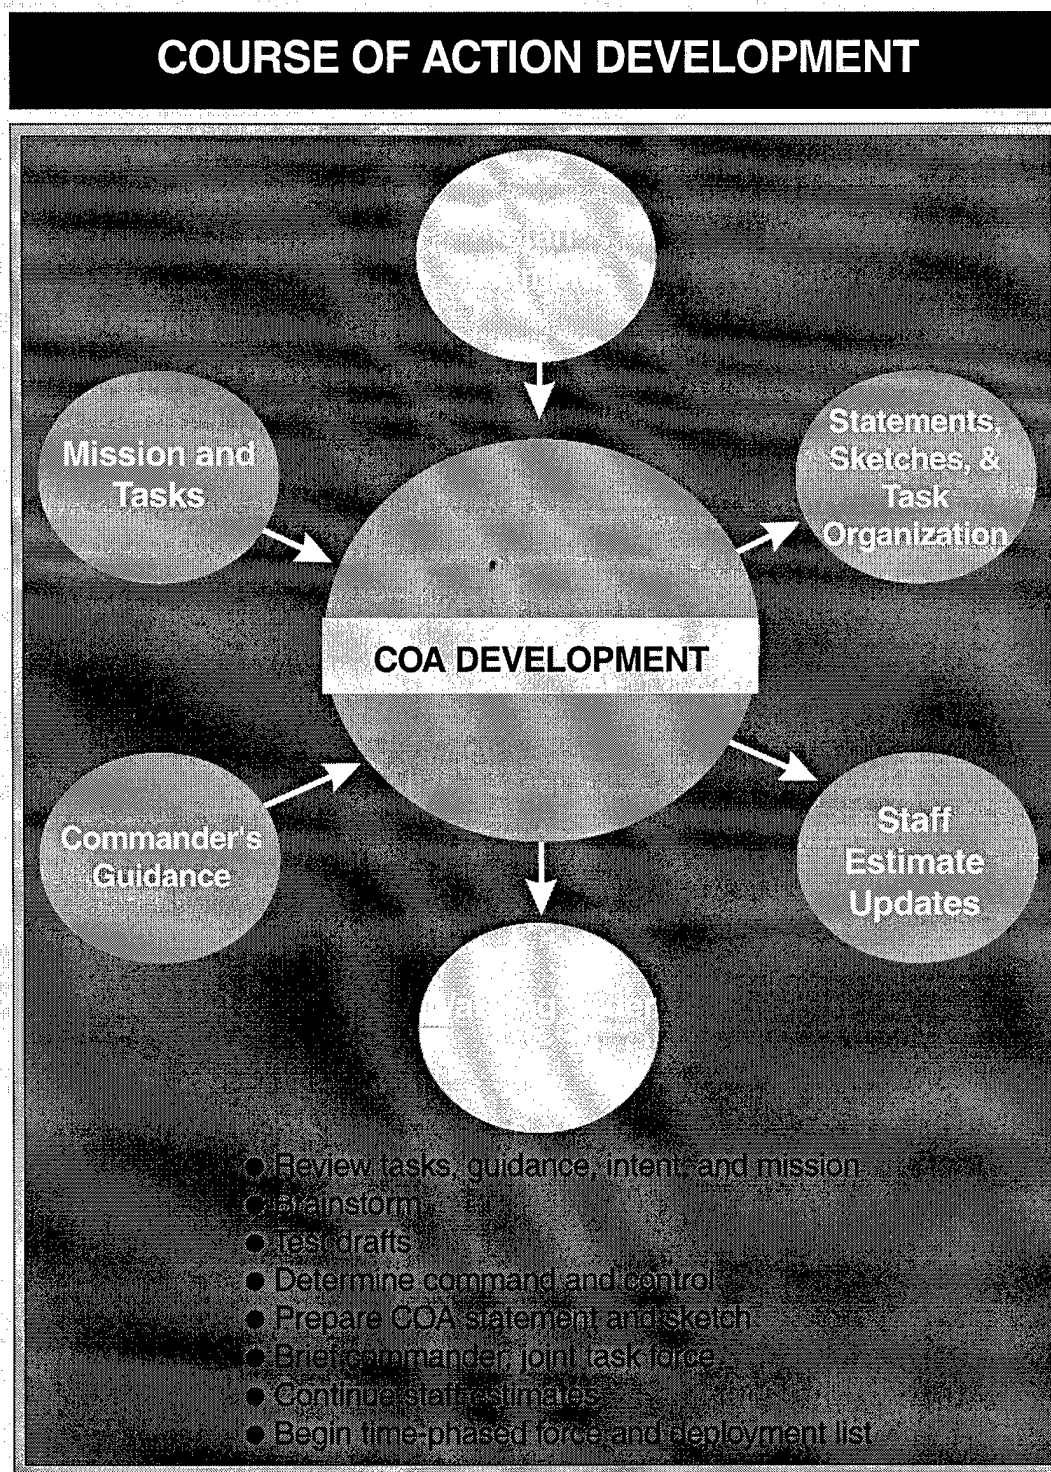 COURSE OF ACTION DEVELOPMENT
Mission and
Tasks
Statements,
Sketches, &
Task
Organization
COA DEVELOPMENT
Commander's
Guidance
Staff
Estimate
Updates
● Review tasks, guidance, intent, and mission
● Brainstorm
● Test drafts
● Determine command and control
● Prepare COA statement and sketch
● Brief commander, joint task force
● Continue staff estimates
● Begin time-phased force and deployment list